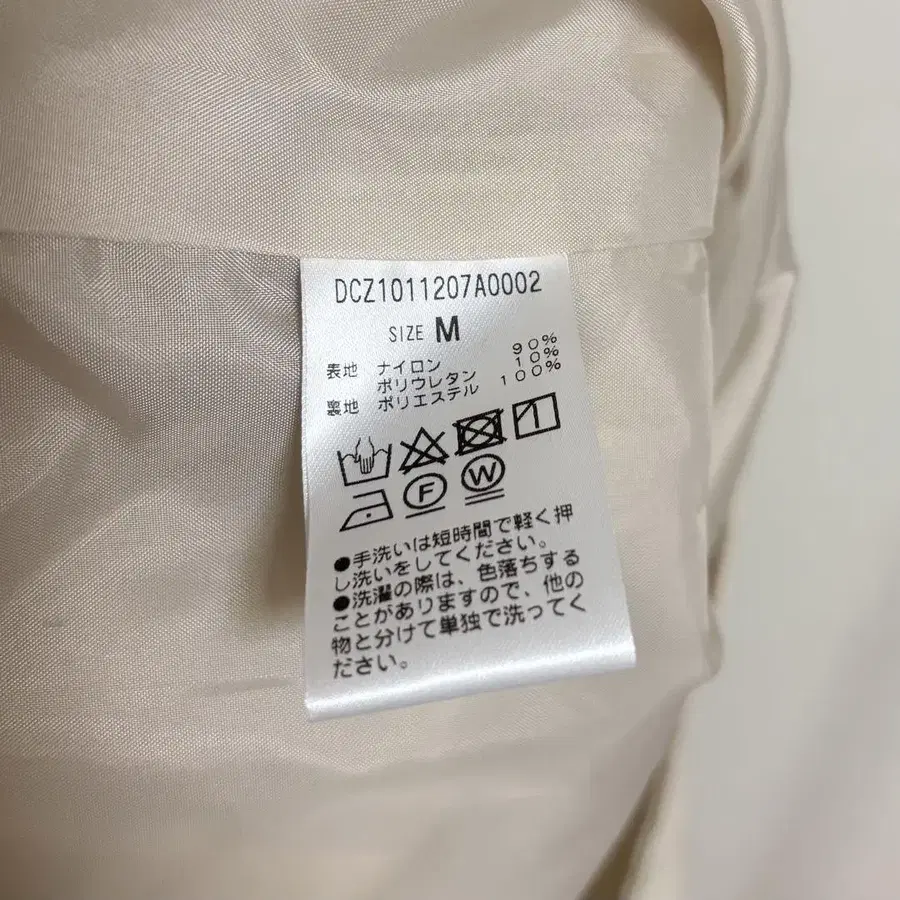 DCZ1011207A0002
SIZE M
表地 ナイロン 90%
ポリウレタン 10%
裏地 ポリエステル 100%
F W
●手洗いは短時間で軽く押
し洗いをしてください。
●洗濯の際は、色落ちする
ことがありますので、他の
物と分けて単独で洗ってく
ださい。